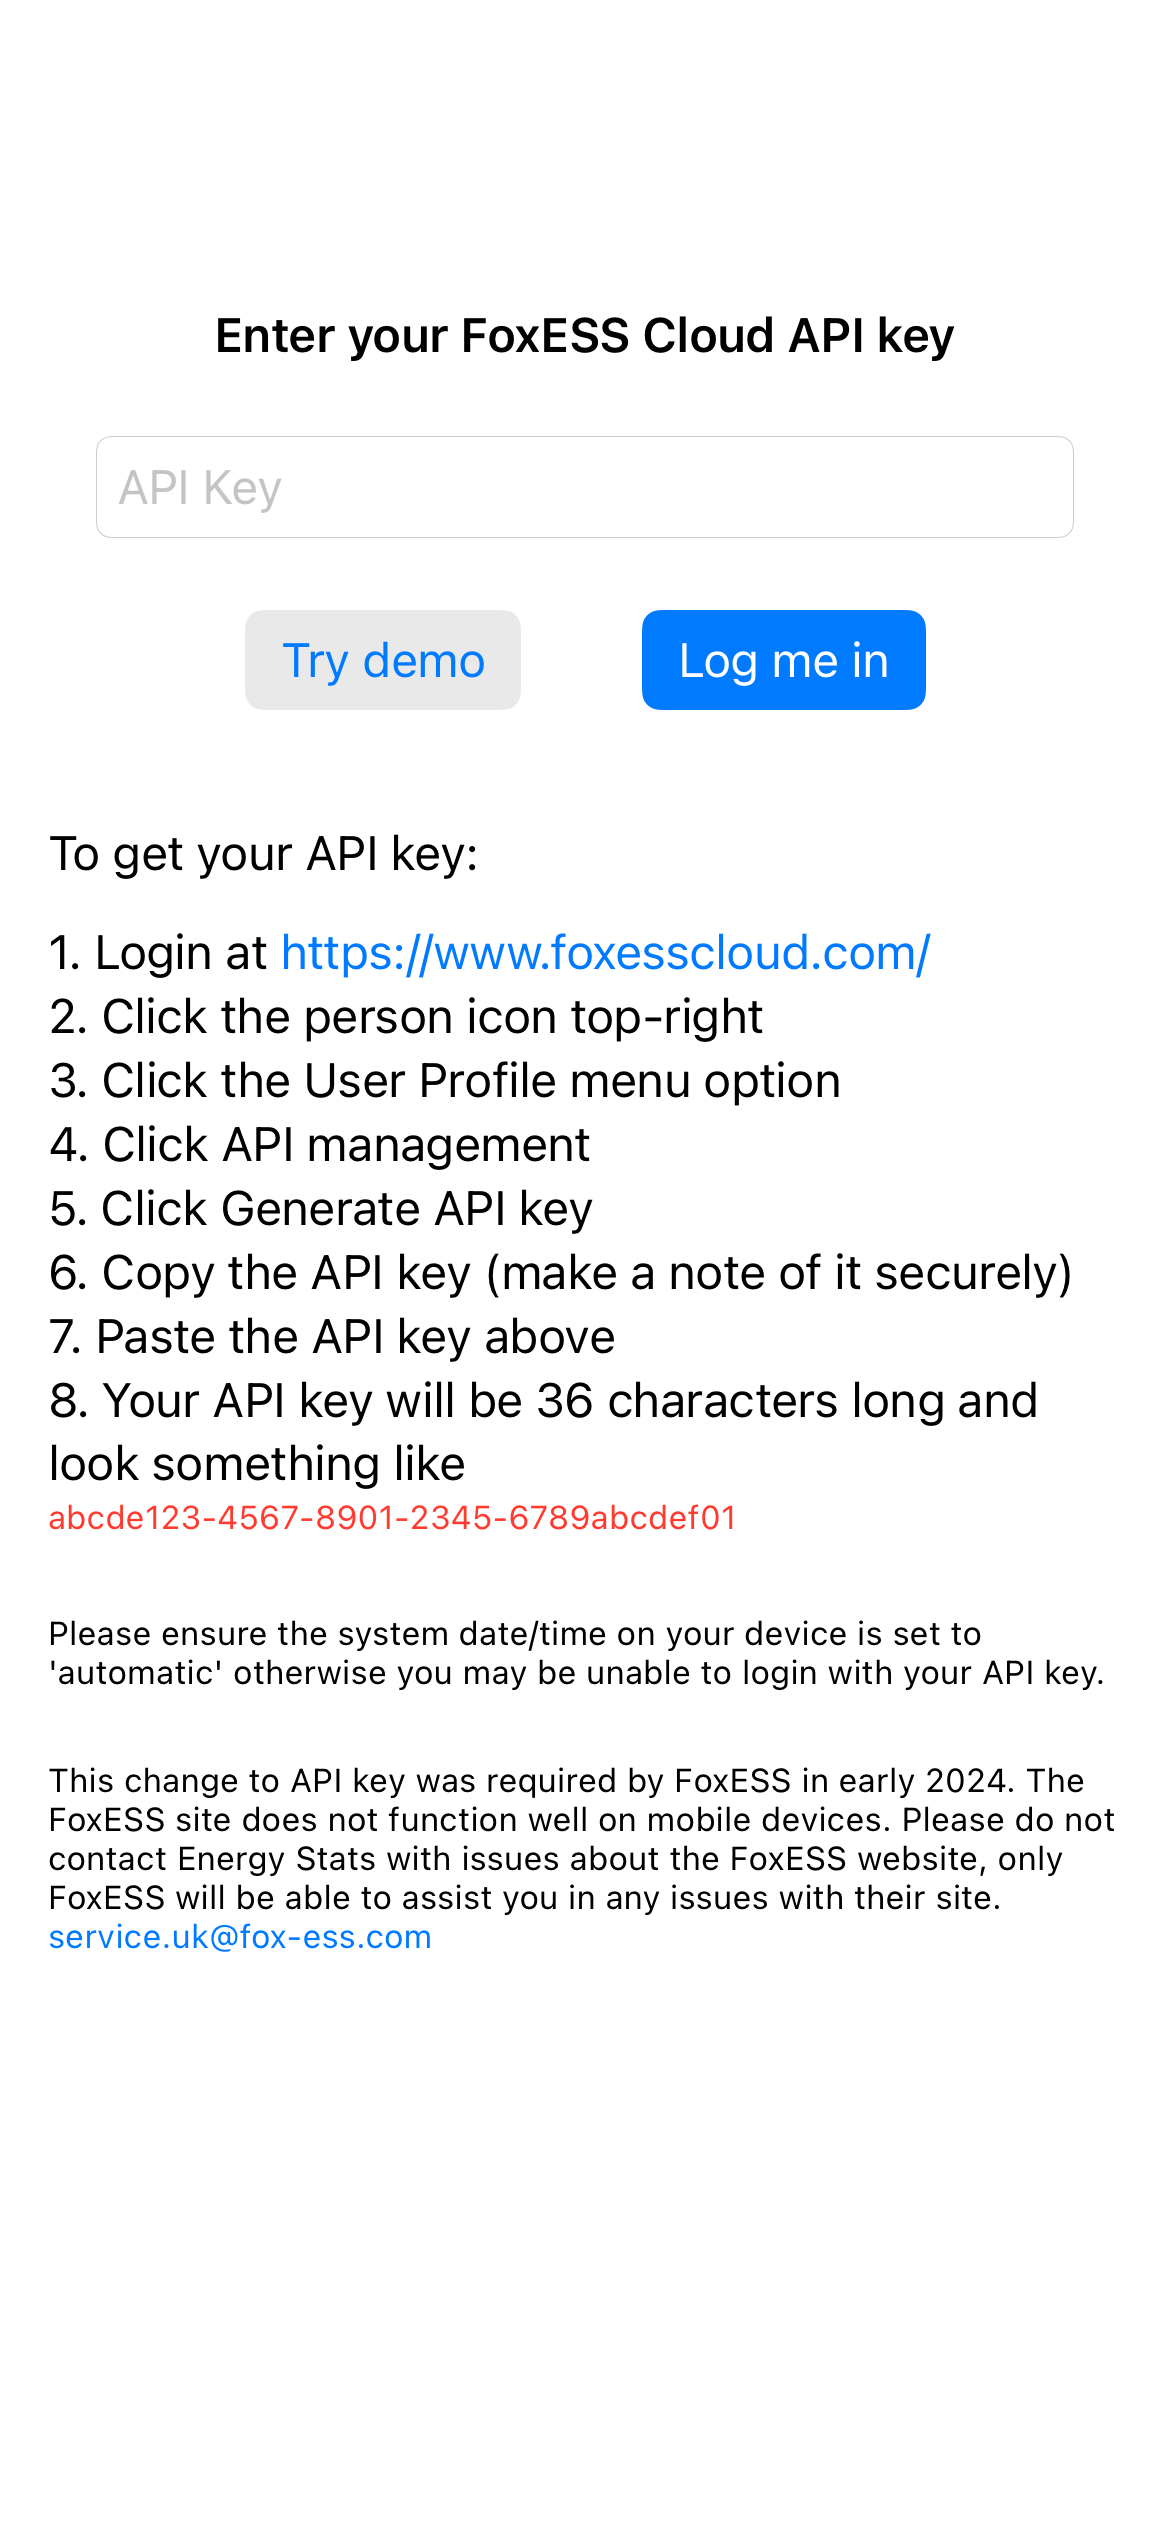 Enter your FoxESS Cloud API key
API Key
Try demo
Log me in
To get your API key:
1. Login at https://www.foxesscloud.com/
2. Click the person icon top-right
3. Click the User Profile menu option
4. Click API management
5. Click Generate API key
6. Copy the API key (make a note of it securely)
7. Paste the API key above
8. Your API key will be 36 characters long and
look something like
abcde123-4567-8901-2345-6789abcdef01
Please ensure the system date/time on your device is set to
'automatic' otherwise you may be unable to login with your API key.
This change to API key was required by FoxESS in early 2024. The
FoxESS site does not function well on mobile devices. Please do not
contact Energy Stats with issues about the FoxESS website, only
FoxESS will be able to assist you in any issues with their site.
service.uk@fox-ess.com